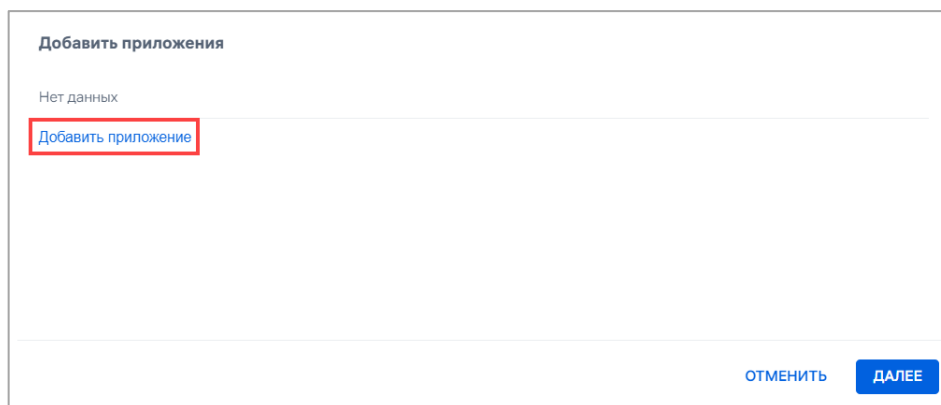 Добавить приложения
Нет данных
Добавить приложение
ОТМЕНИТЬ ДАЛЕЕ